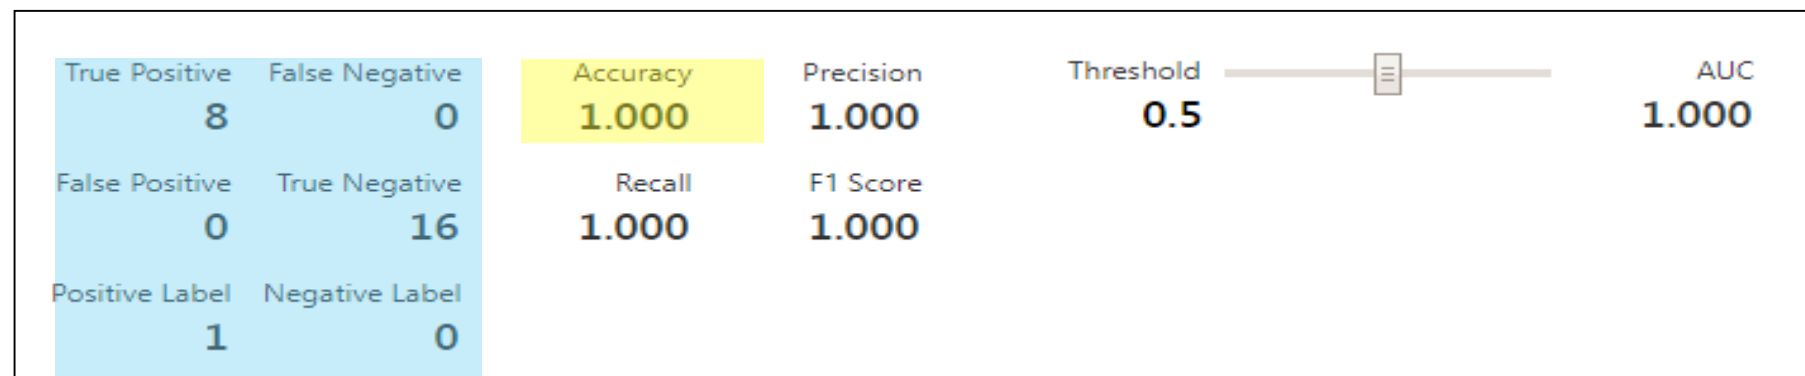 True Positive False Negative Accuracy Precision Threshold AUC
8 0 1.000 1.000 0.5 1.000
False Positive True Negative Recall F1 Score
0 16 1.000 1.000
Positive Label Negative Label
1 0